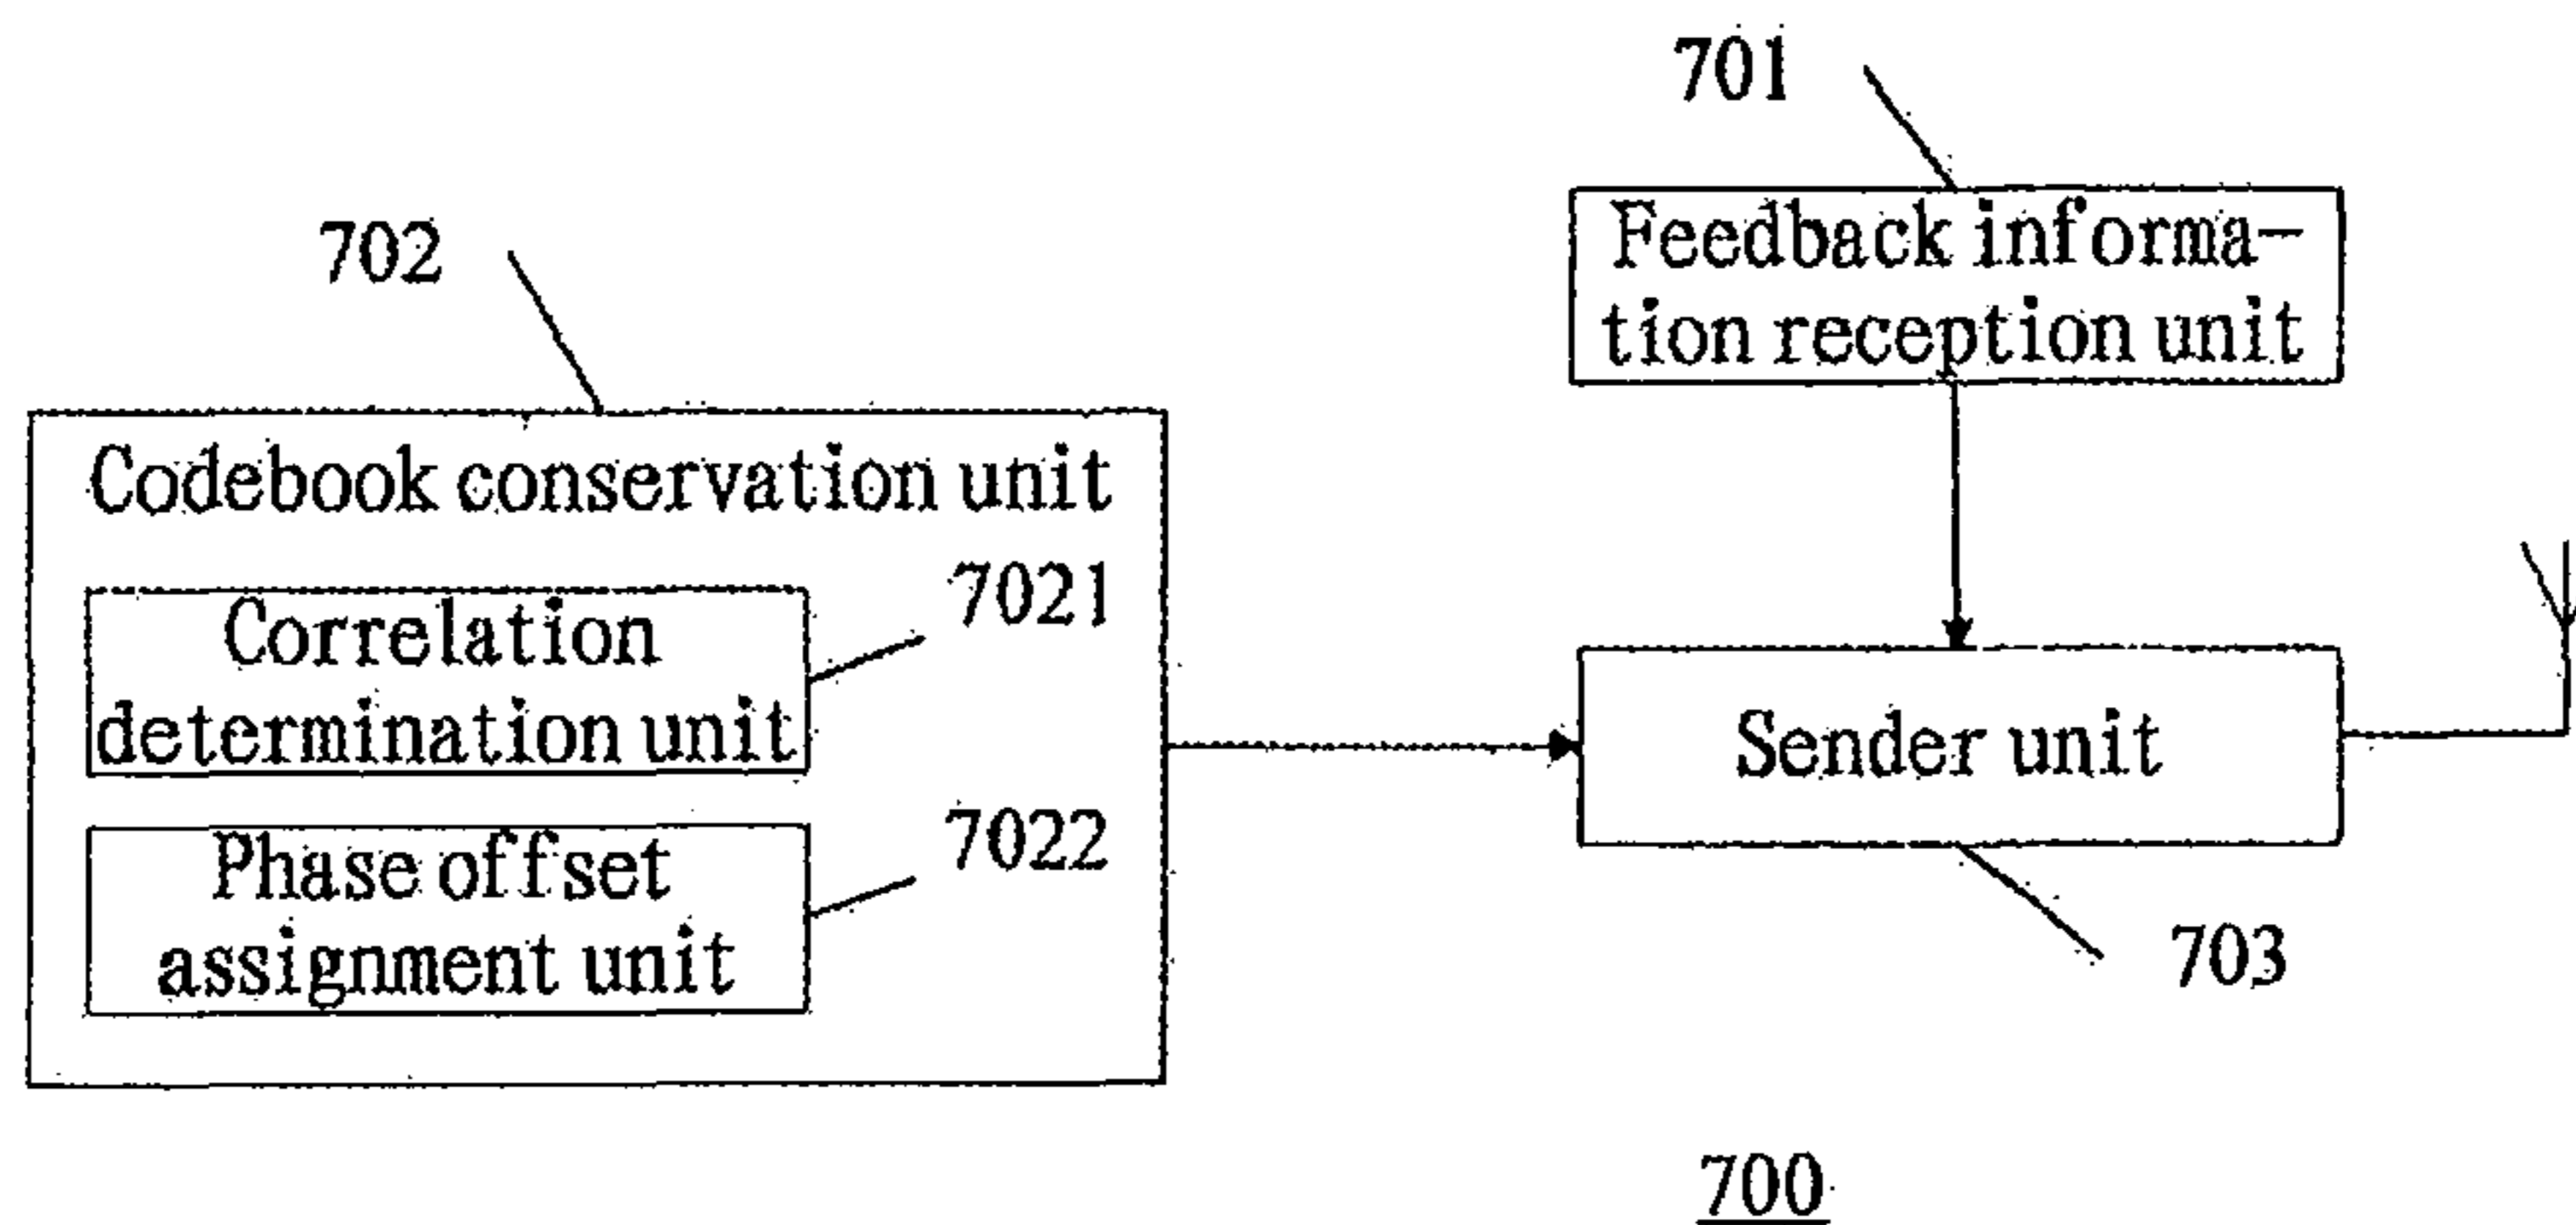 701
Feedback informa-
tion reception unit
702
Codebook conservation unit
Correlation
determination unit
7021
Phase offset
assignment unit
7022
Sender unit
703
700